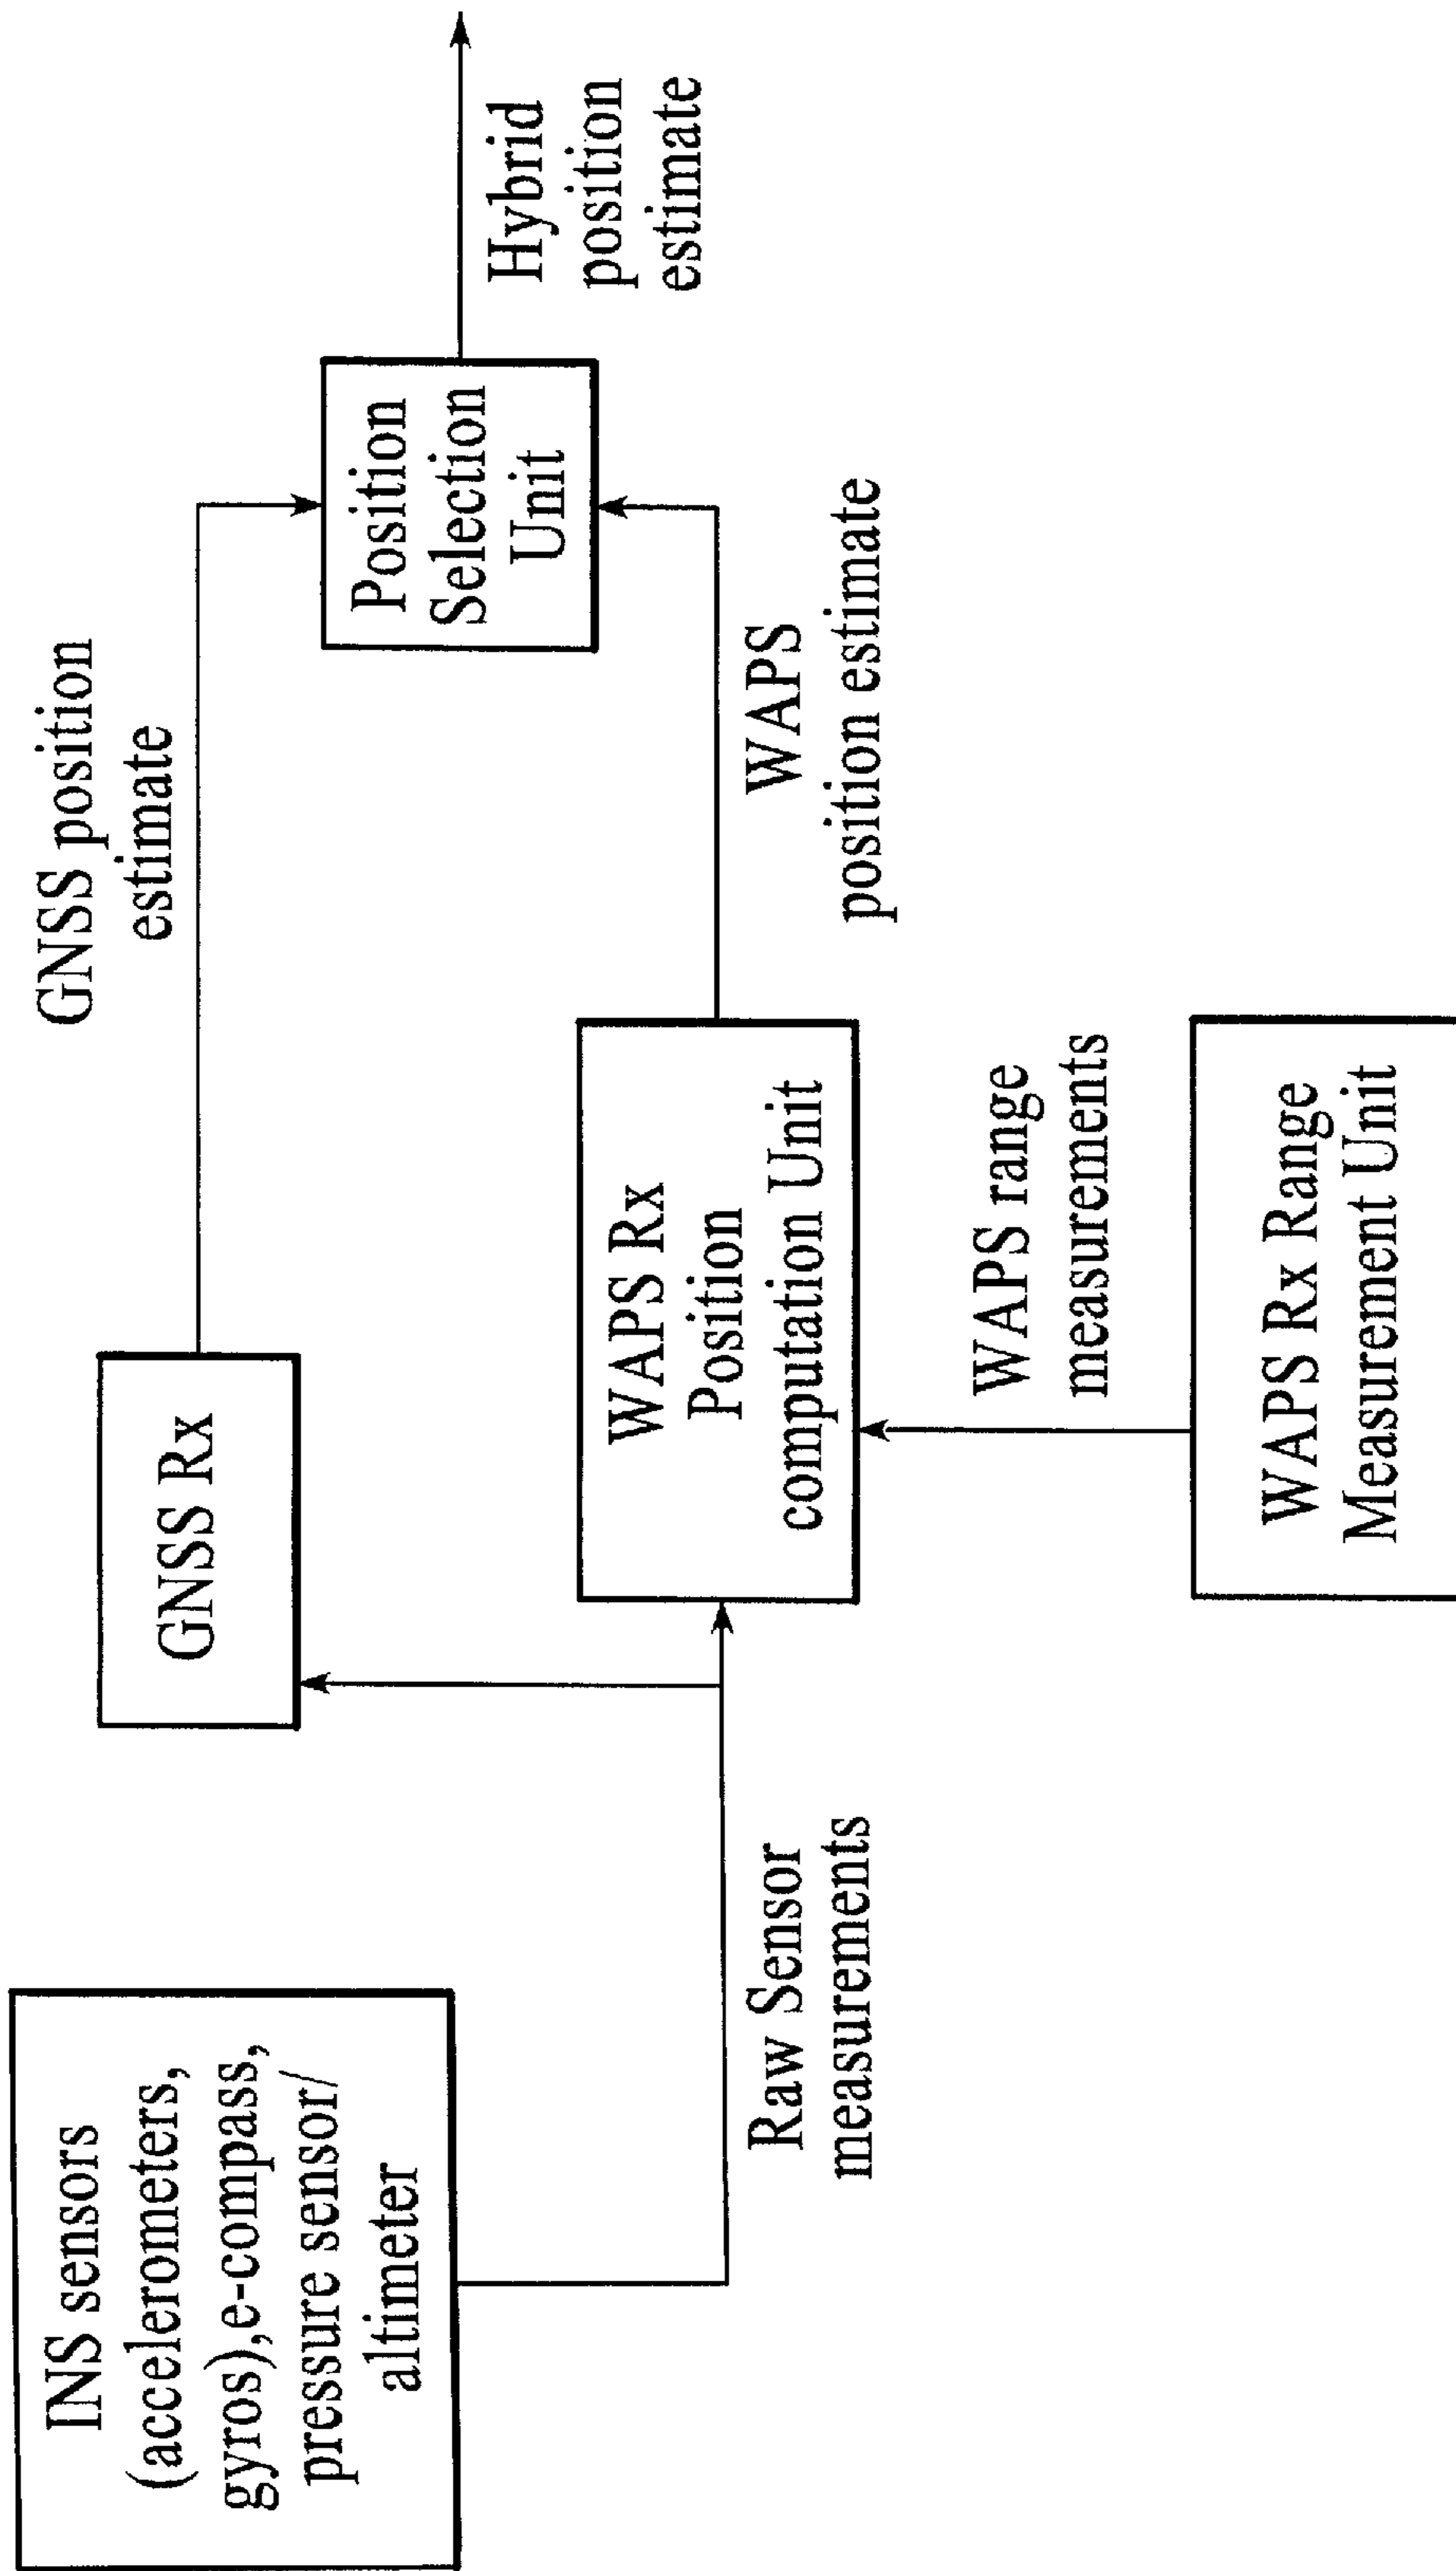 INS sensors
(accelerometers,
gyros),e-compass,
pressure sensor/
altimeter
Raw Sensor
measurements
GNSS Rx
GNSS position
estimate
WAPS Rx
Position
computation Unit
WAPS range
measurements
WAPS Rx Range
Measurement Unit
WAPS
position estimate
Position
Selection
Unit
Hybrid
position
estimate